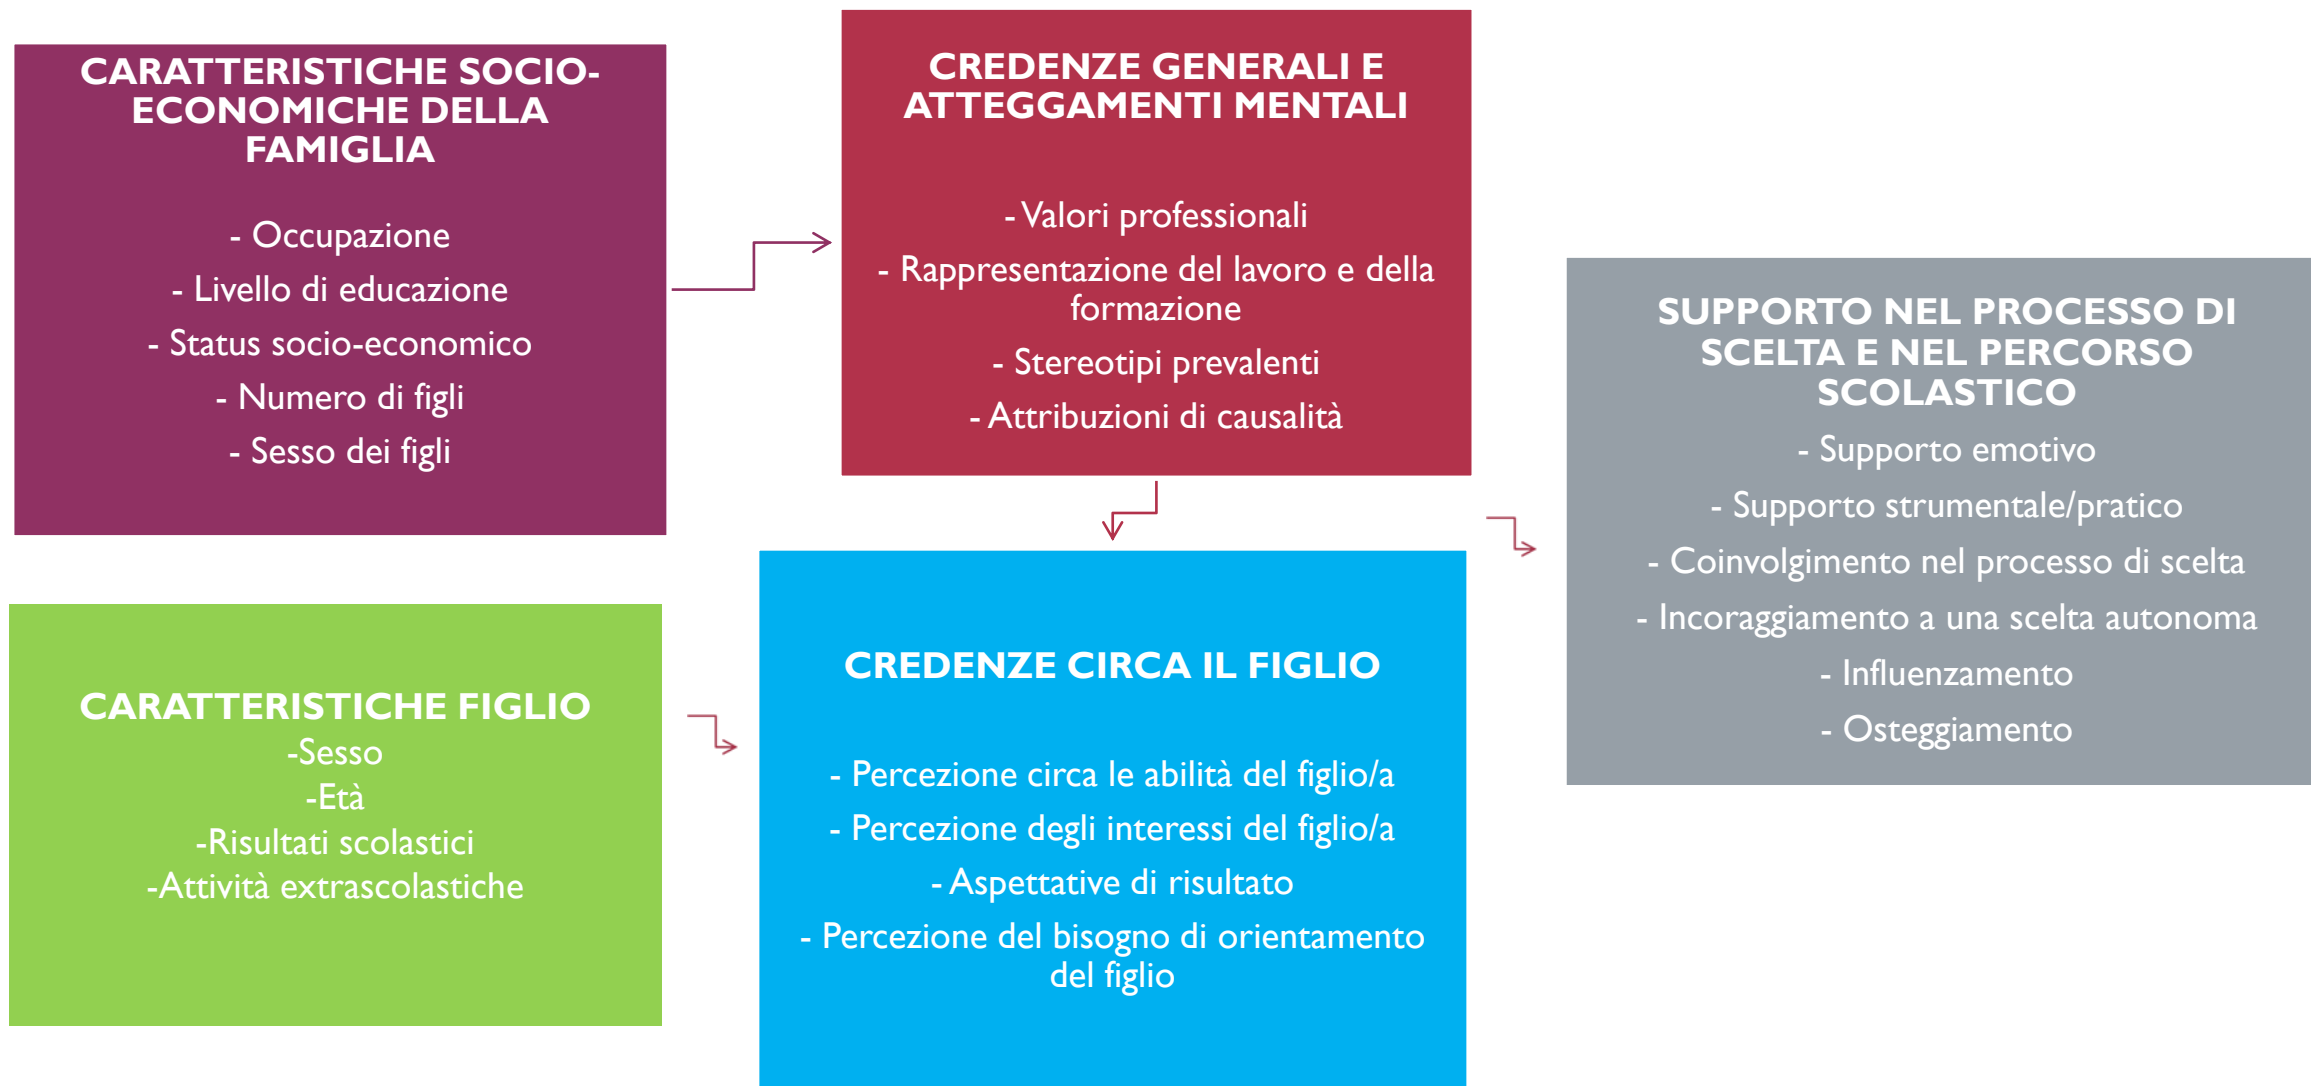 CARATTERISTICHE SOCIO-
ECONOMICHE DELLA
FAMIGLIA
- Occupazione
- Livello di educazione
- Status socio-economico
- Numero di figli
- Sesso dei figli
CREDENZE GENERALI E
ATTEGGAMENTI MENTALI
- Valori professionali
- Rappresentazione del lavoro e della
formazione
- Stereotipi prevalenti
- Attribuzioni di causalità
SUPPORTO NEL PROCESSO DI
SCELTA E NEL PERCORSO
SCOLASTICO
- Supporto emotivo
- Supporto strumentale/pratico
- Coinvolgimento nel processo di scelta
- Incoraggiamento a una scelta autonoma
- Influenzamento
- Osteggiamento
CARATTERISTICHE FIGLIO
-Sesso
-Età
-Risultati scolastici
-Attività extrascolastiche
CREDENZE CIRCA IL FIGLIO
- Percezione circa le abilità del figlio/a
- Percezione degli interessi del figlio/a
- Aspettative di risultato
- Percezione del bisogno di orientamento
del figlio